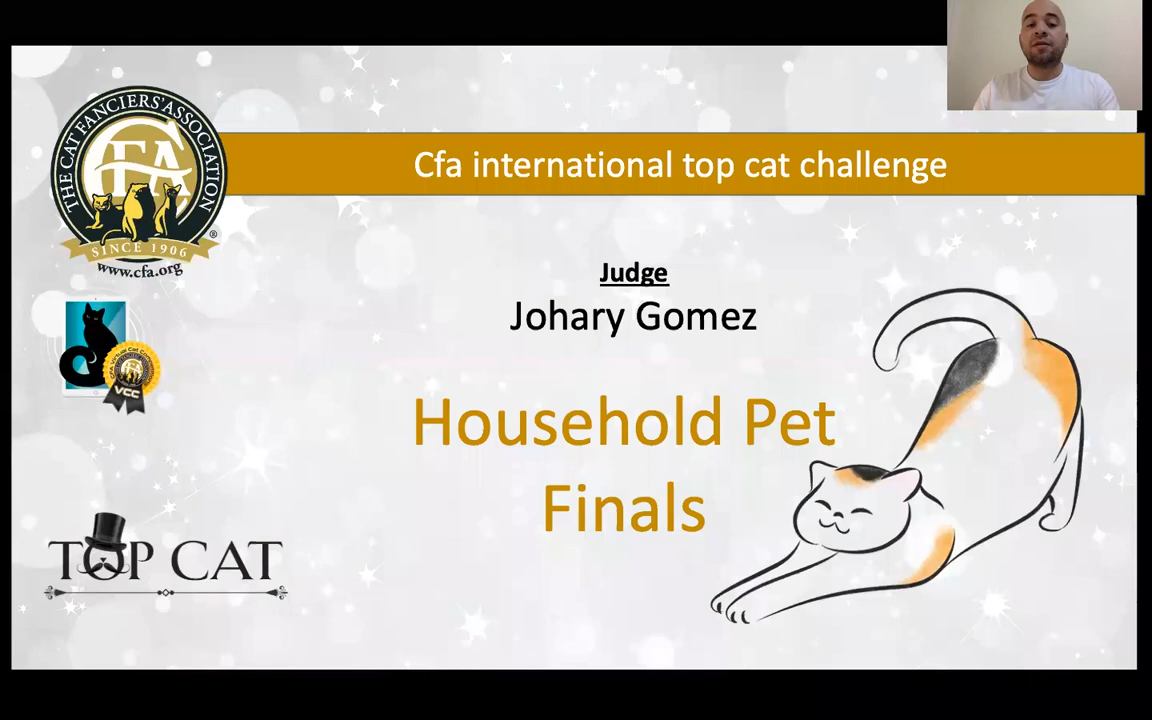 THE CAT FANCIERS' ASSOCIATION
CFA
SINCE 1906
®
www.cfa.org
Cfa international top cat challenge
Judge
Johary Gomez
VCC
Household Pet
Finals
TOP CAT